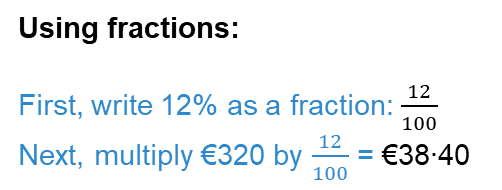 Using fractions:
First, write 12% as a fraction: 12/100
Next, multiply €320 by 12/100 = €38·40